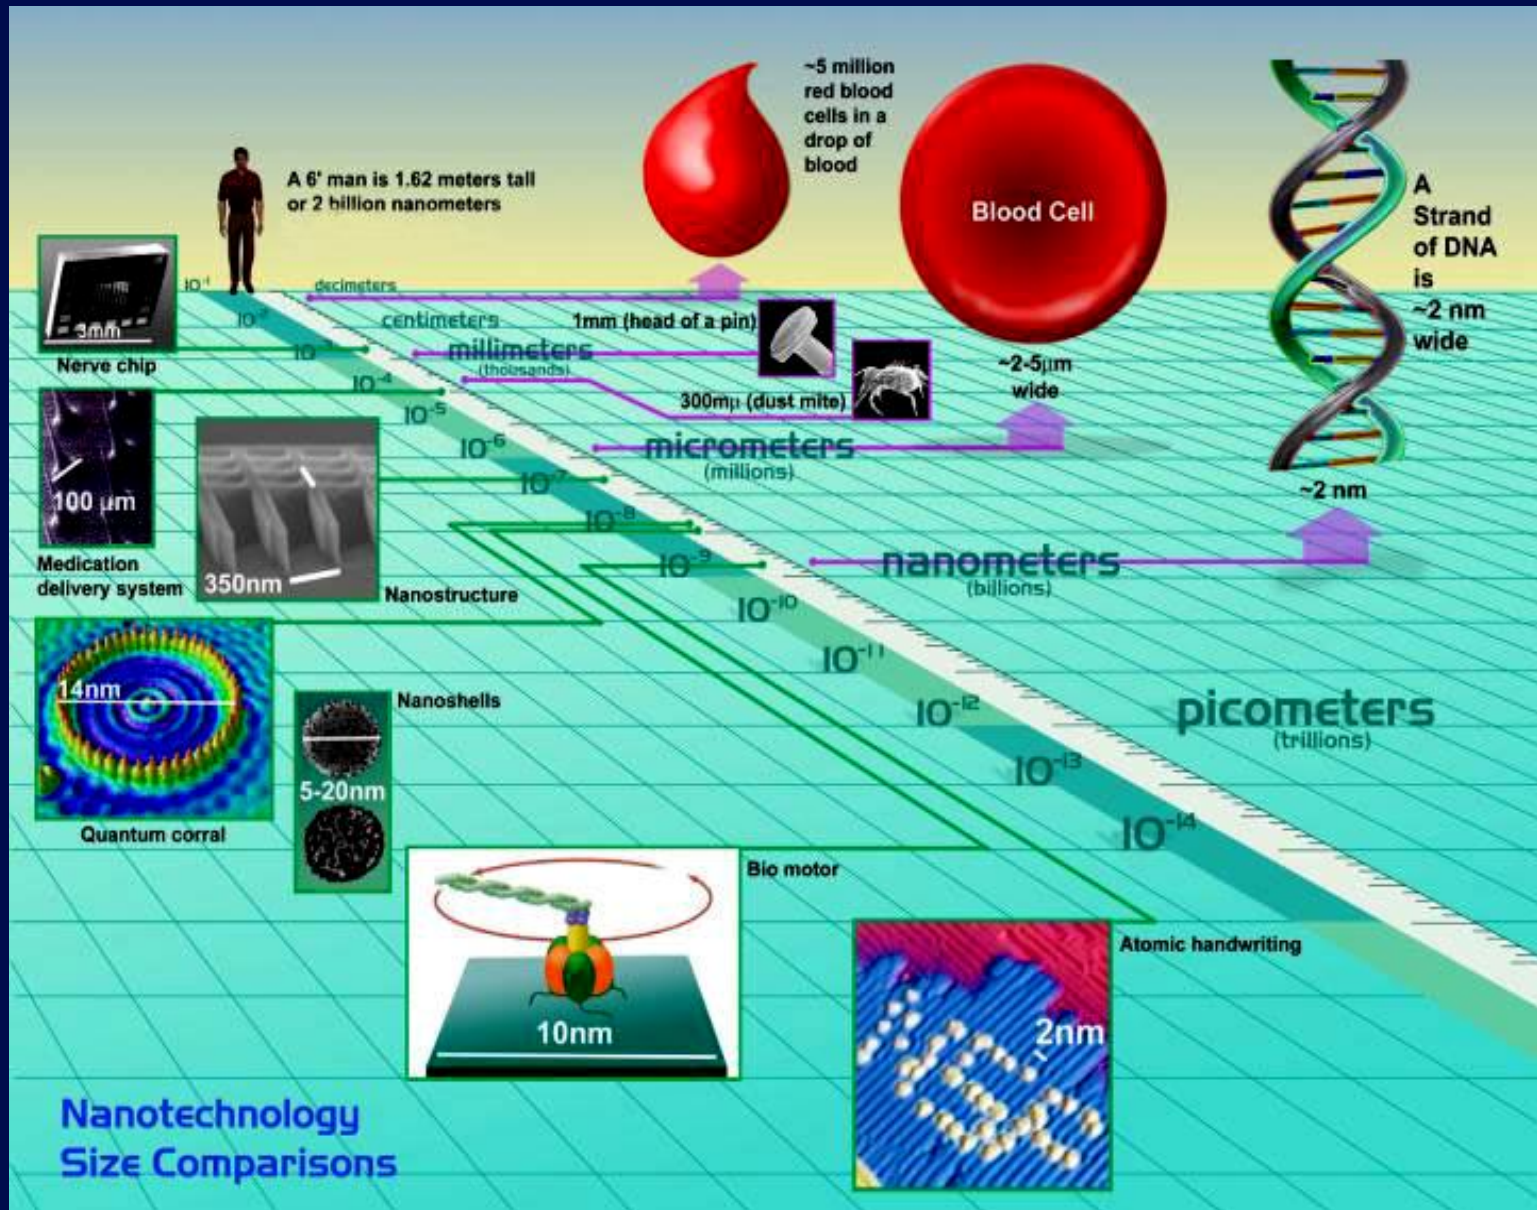 ~5 million
red blood
cells in a
drop of
blood
A 6' man is 1.62 meters tall
or 2 billion nanometers
Blood Cell
A
Strand
of DNA
is
~2 nm
wide
3mm
Nerve chip
10⁻¹
decimeters
10⁻²
centimeters
1mm (head of a pin)
10⁻³
millimeters
(thousands)
~2-5µm
wide
10⁻⁴
300mµ (dust mite)
10⁻⁵
10⁻⁶
micrometers
(millions)
100 µm
Medication
delivery system
350nm
Nanostructure
10⁻⁷
~2 nm
10⁻⁸
10⁻⁹
nanometers
(billions)
10⁻¹⁰
10⁻¹¹
10⁻¹²
picometers
(trillions)
10⁻¹³
10⁻¹⁴
14nm
Quantum corral
Nanoshells
5-20nm
Bio motor
10nm
Atomic handwriting
2nm
Nanotechnology
Size Comparisons